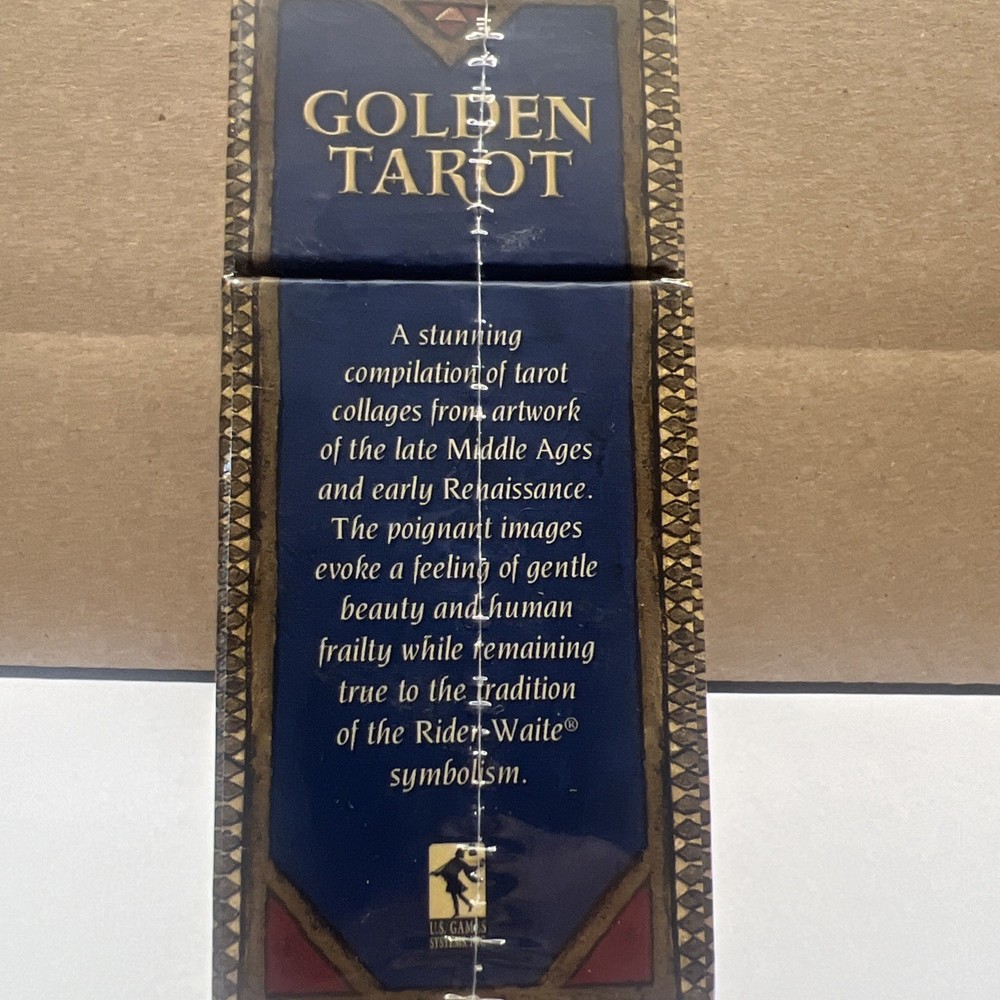 GOLDEN
TAROT
A stunning
compilation of tarot
collages from artwork
of the late Middle Ages
and early Renaissance.
The poignant images
evoke a feeling of gentle
beauty and human
frailty while remaining
true to the tradition
of the Rider-Waite®
symbolism.
U.S. GAMES
SYSTEMS, INC.